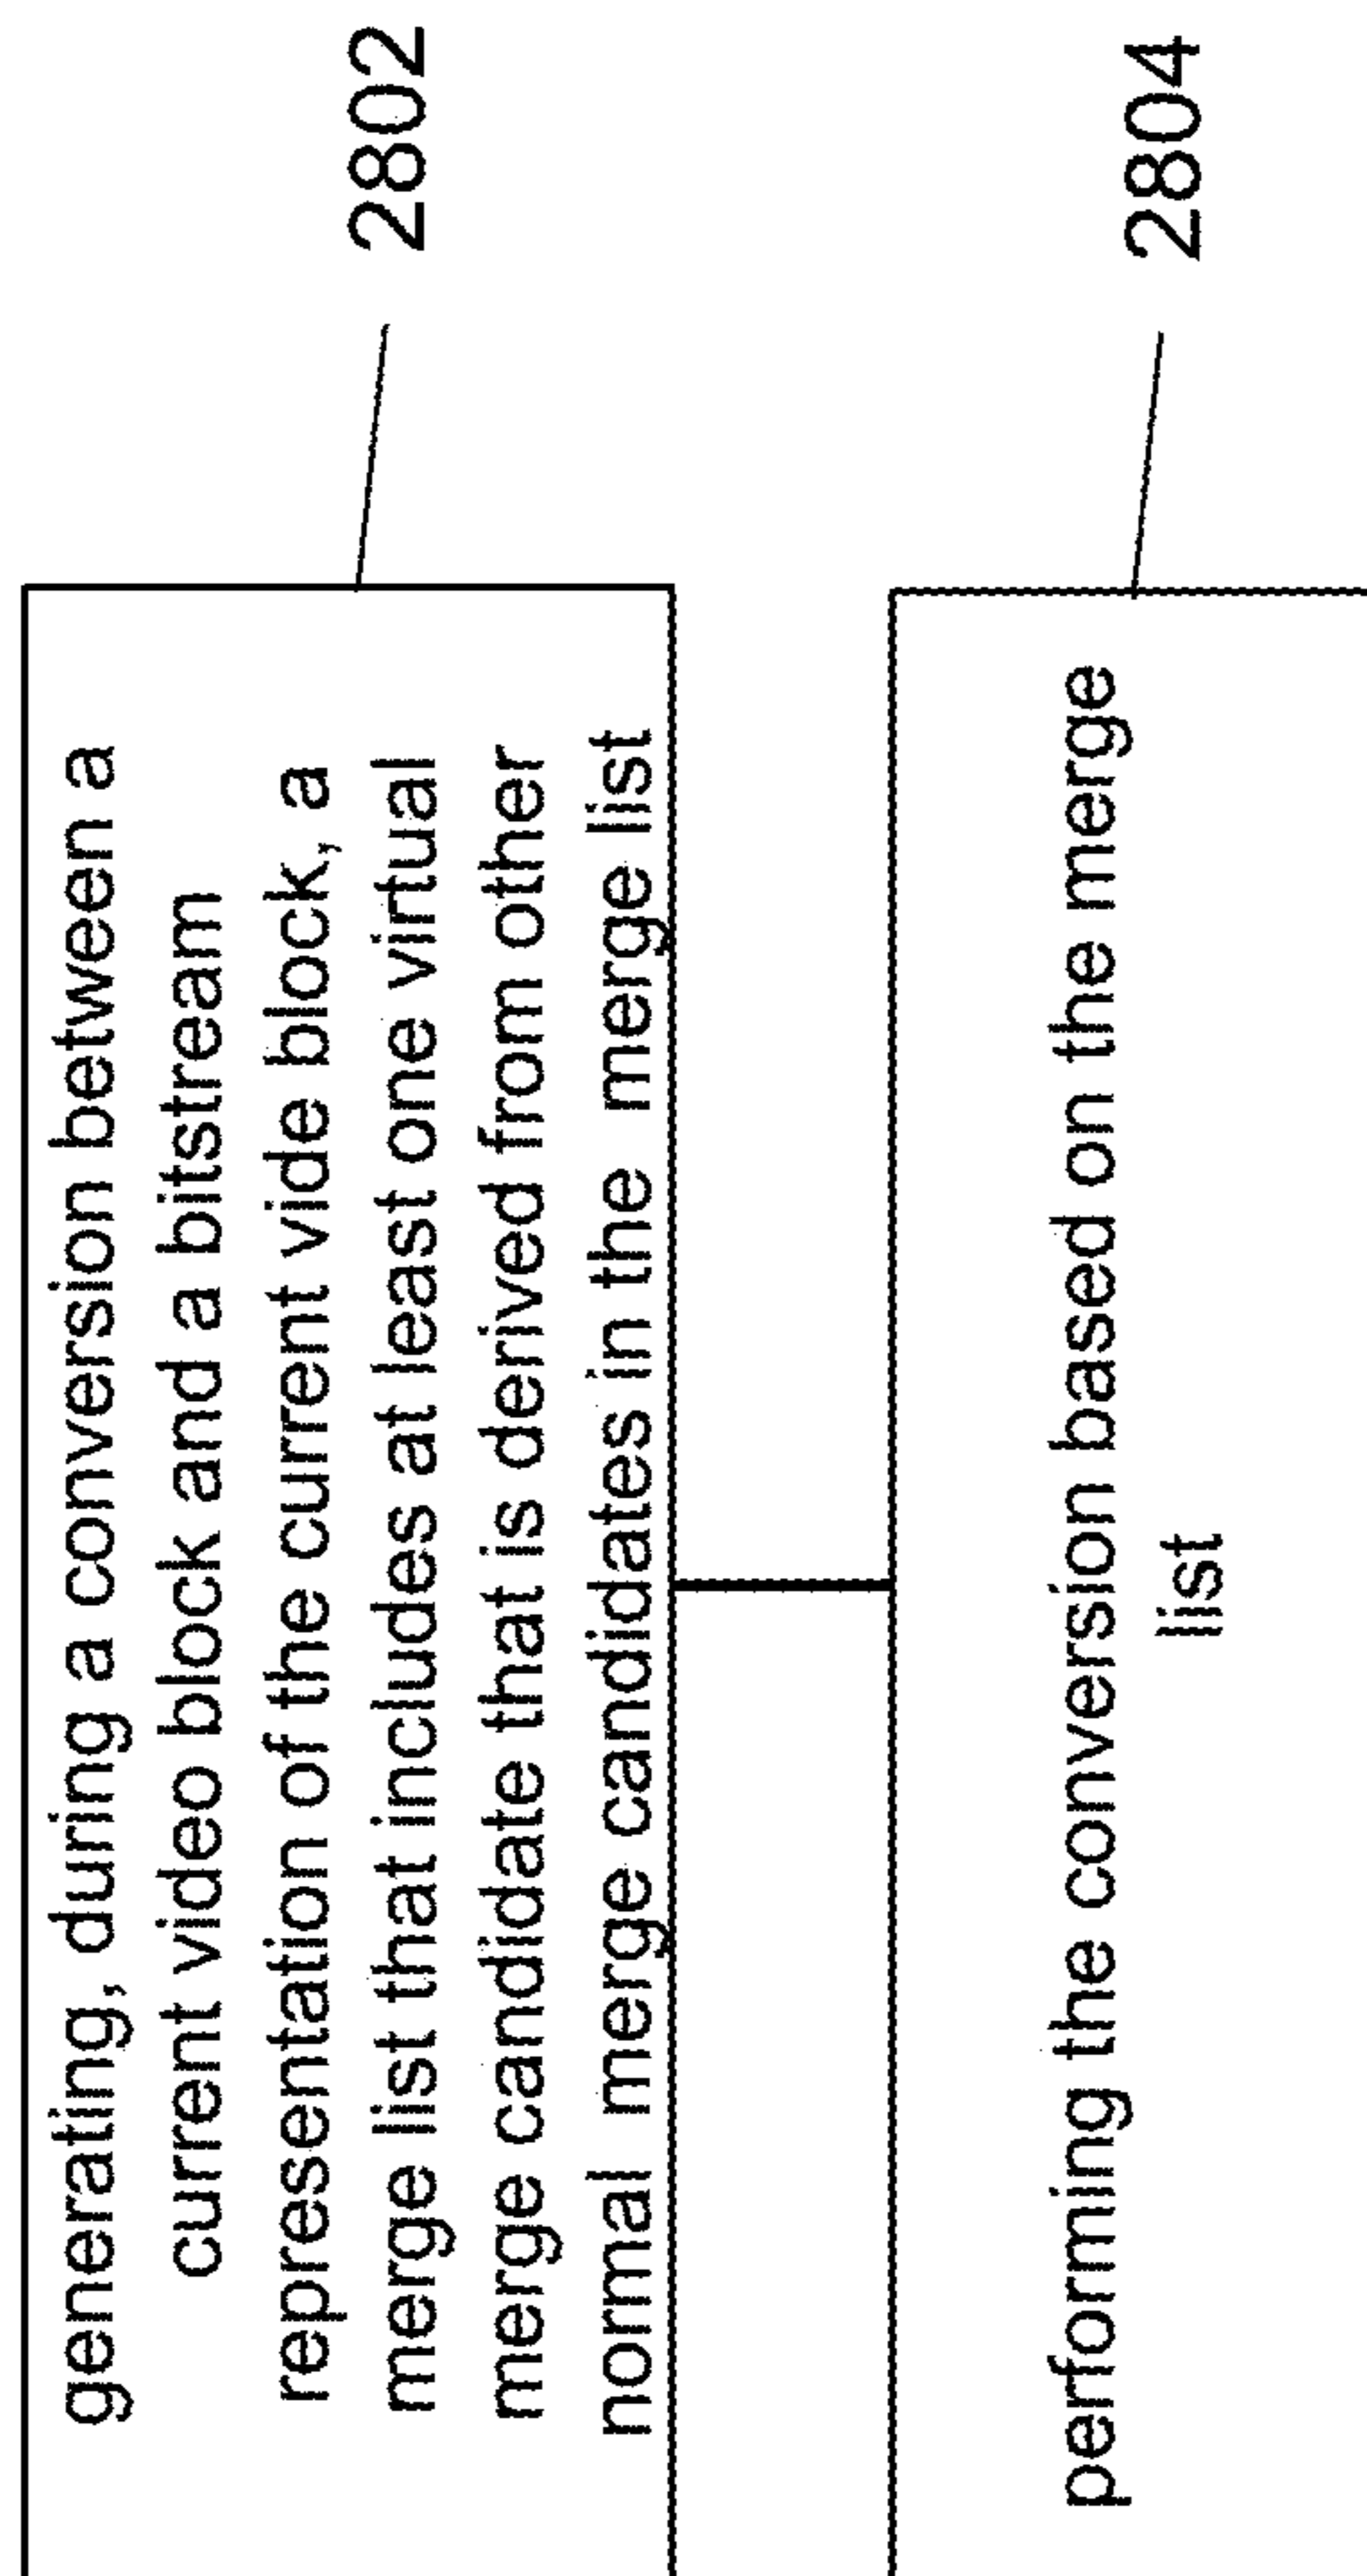 generating, during a conversion between a
current video block and a bitstream
representation of the current vide block, a
merge list that includes at least one virtual
merge candidate that is derived from other
normal merge candidates in the merge list
2802
performing the conversion based on the merge
list
2804